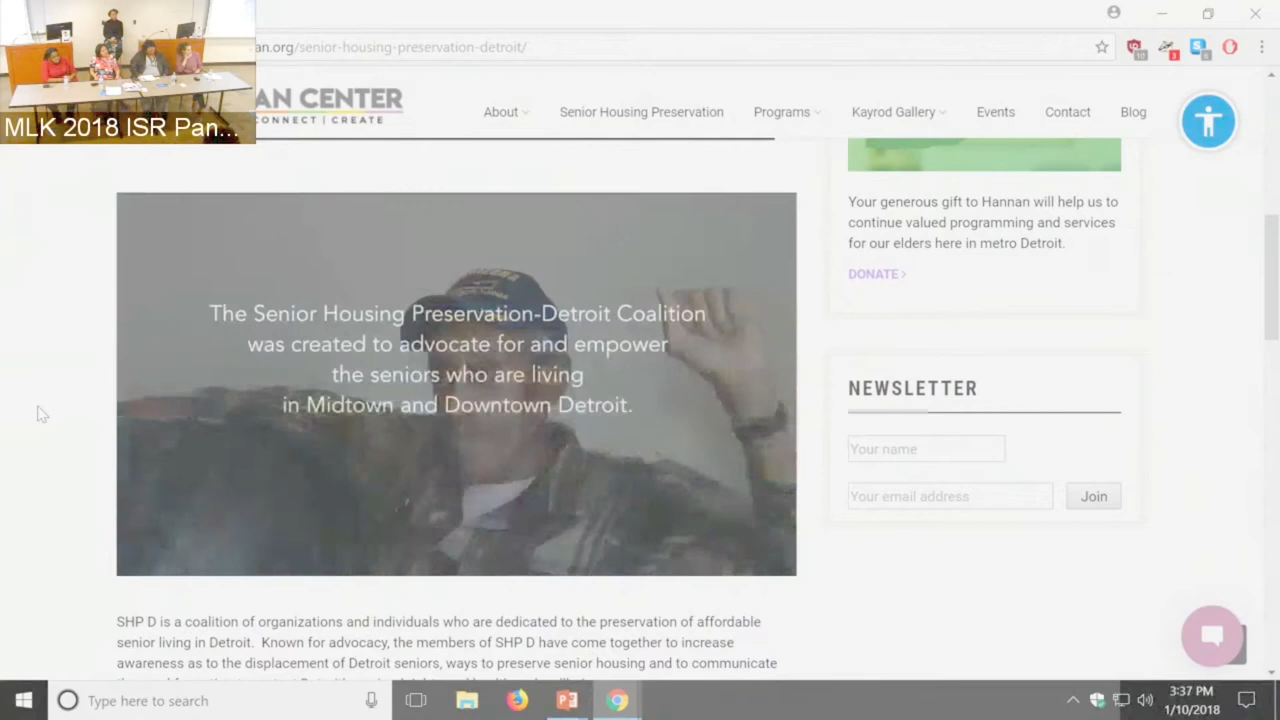 MLK 2018 ISR Pan...
an.org/senior-housing-preservation-detroit/
AN CENTER
CONNECT | CREATE
About
Senior Housing Preservation
Programs
Kayrod Gallery
Events
Contact
Blog
The Senior Housing Preservation-Detroit Coalition
was created to advocate for and empower
the seniors who are living
in Midtown and Downtown Detroit.
SHP D is a coalition of organizations and individuals who are dedicated to the preservation of affordable
senior living in Detroit. Known for advocacy, the members of SHP D have come together to increase
awareness as to the displacement of Detroit seniors, ways to preserve senior housing and to communicate
Your generous gift to Hannan will help us to
continue valued programming and services
for our elders here in metro Detroit.
DONATE >
NEWSLETTER
Your name
Your email address
Join
Type here to search
3:37 PM
1/10/2018